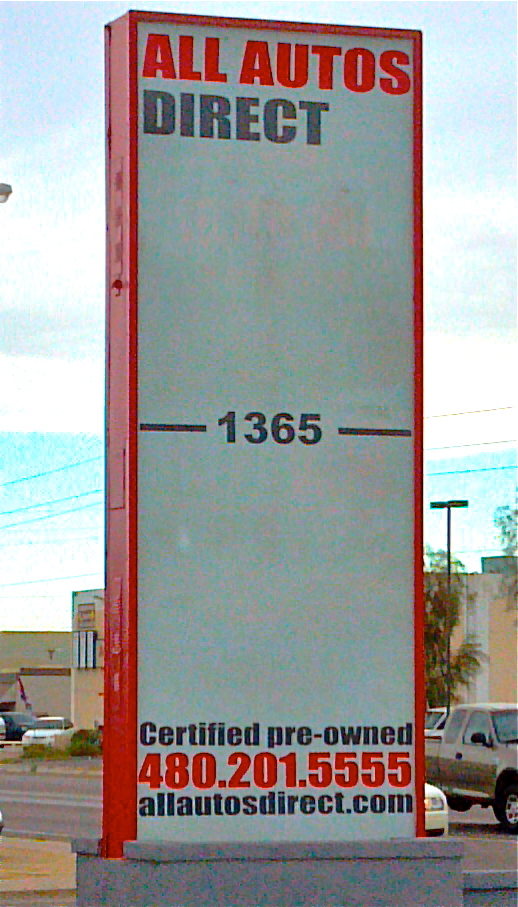 ALL AUTOS
DIRECT
1365
Certified pre-owned
480.201.5555
allautosdirect.com